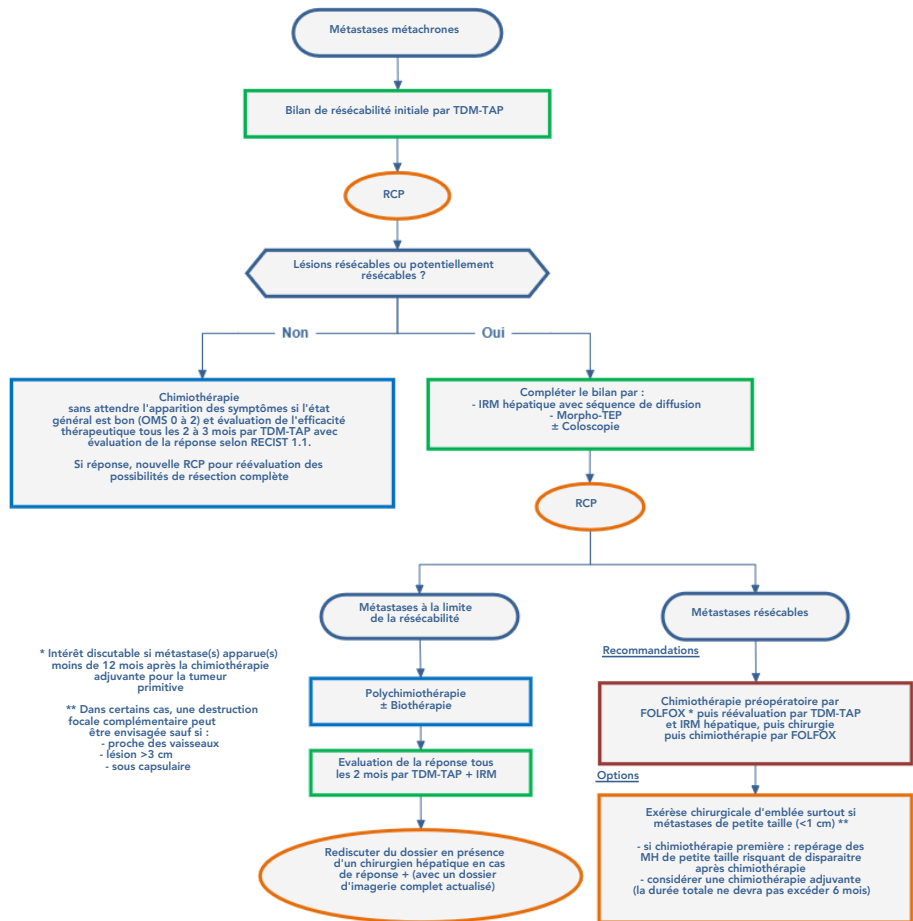 Métastases métachrones
Bilan de résécabilité initiale par TDM-TAP
RCP
Lésions résécables ou potentiellement
résécables ?
Non
Oui
Chimiothérapie
sans attendre l'apparition des symptômes si l'état
général est bon (OMS 0 à 2) et évaluation de l'efficacité
thérapeutique tous les 2 à 3 mois par TDM-TAP avec
évaluation de la réponse selon RECIST 1.1.
Si réponse, nouvelle RCP pour réévaluation des
possibilités de résection complète
Compléter le bilan par :
- IRM hépatique avec séquence de diffusion
- Morpho-TEP
± Coloscopie
RCP
Métastases à la limite
de la résécabilité
Polychimiothérapie
± Biothérapie
Evaluation de la réponse tous
les 2 mois par TDM-TAP + IRM
Rediscuter du dossier en présence
d'un chirurgien hépatique en cas
de réponse + (avec un dossier
d'imagerie complet actualisé)
Métastases résécables
Recommandations
Chimiothérapie préopératoire par
FOLFOX * puis réévaluation par TDM-TAP
et IRM hépatique, puis chirurgie
puis chimiothérapie par FOLFOX
Options
Exérèse chirurgicale d'emblée surtout si
métastases de petite taille (<1 cm) **
- si chimiothérapie première : repérage des
MH de petite taille risquant de disparaitre
après chimiothérapie
- considérer une chimiothérapie adjuvante
(la durée totale ne devra pas excéder 6 mois)
* Intérêt discutable si métastase(s) apparue(s)
moins de 12 mois après la chimiothérapie
adjuvante pour la tumeur
primitive
** Dans certains cas, une destruction
focale complémentaire peut
être envisagée sauf si :
- proche des vaisseaux
- lésion >3 cm
- sous capsulaire